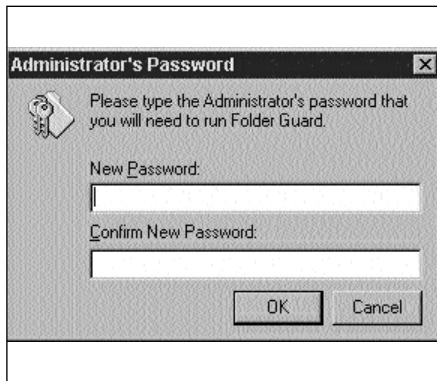 Administrator's Password
Please type the Administrator's password that
you will need to run Folder Guard.
New Password:
Confirm New Password:
OK Cancel